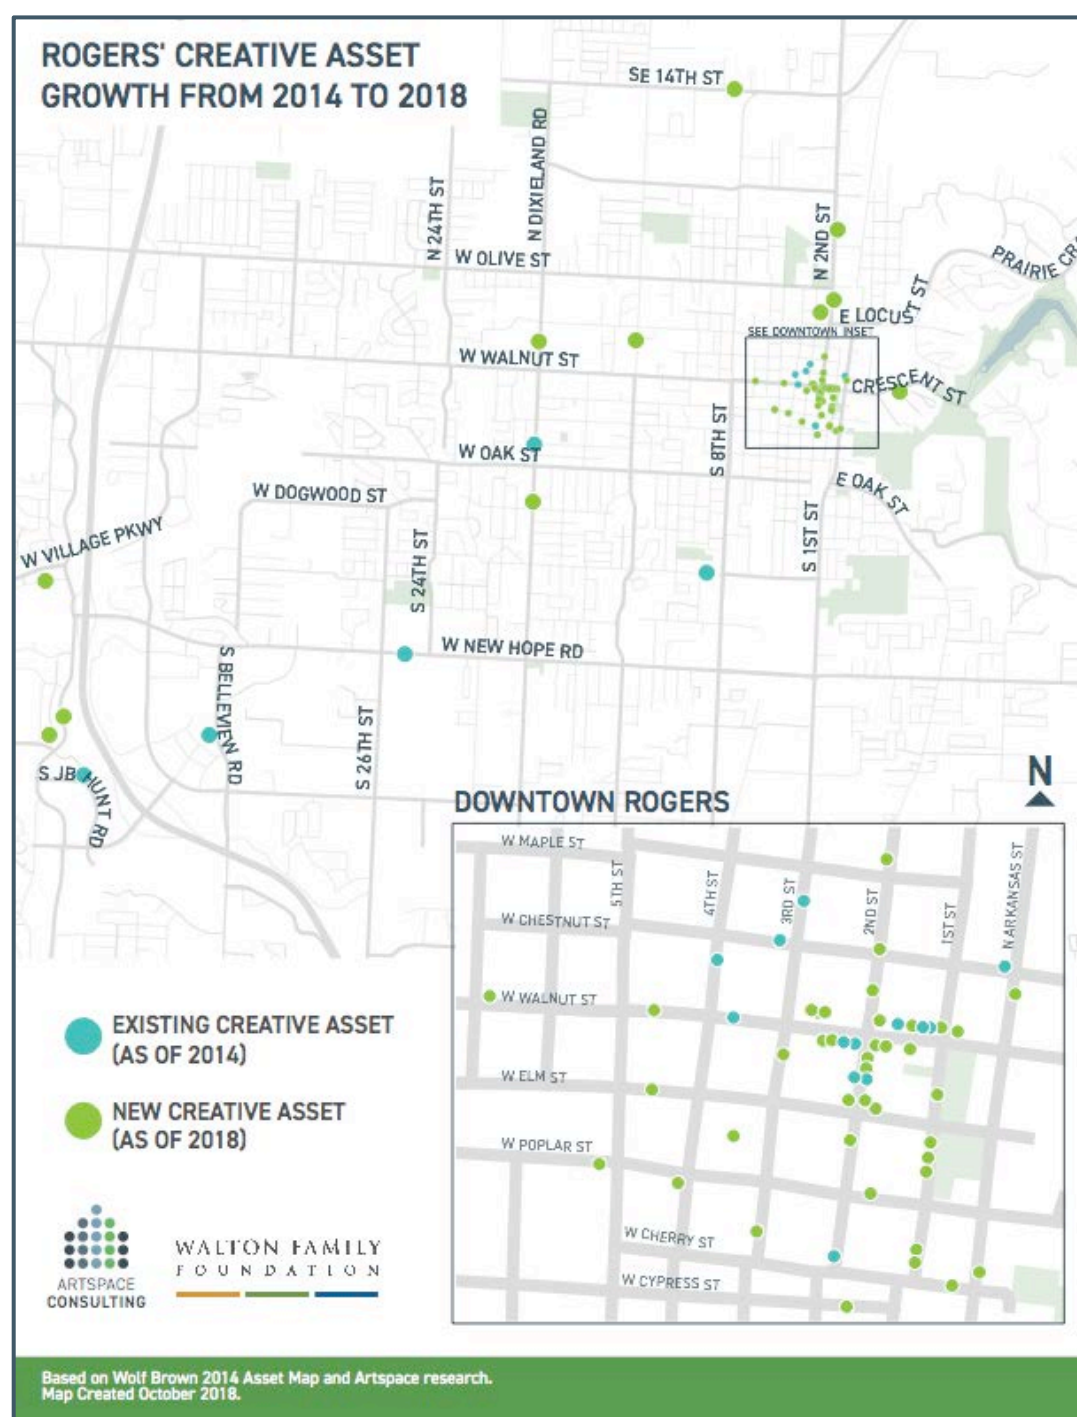 ROGERS' CREATIVE ASSET
GROWTH FROM 2014 TO 2018
SE 14TH ST
N DIXIELAND RD
N 24TH ST
N 2ND ST
W OLIVE ST
PRAIRIE CR
E LOCUST ST
SEE DOWNTOWN INSET
W WALNUT ST
CRESCENT ST
S 8TH ST
W OAK ST
E OAK ST
W DOGWOOD ST
W VILLAGE PKWY
S 24TH ST
S 1ST ST
W NEW HOPE RD
S BELLEVIEW RD
S 26TH ST
S JB HUNT RD
N
DOWNTOWN ROGERS
W MAPLE ST
5TH ST
4TH ST
3RD ST
2ND ST
1ST ST
N ARKANSAS ST
W CHESTNUT ST
W WALNUT ST
W ELM ST
W POPLAR ST
W CHERRY ST
W CYPRESS ST
EXISTING CREATIVE ASSET
(AS OF 2014)
NEW CREATIVE ASSET
(AS OF 2018)
ARTSPACE
CONSULTING
WALTON FAMILY
FOUNDATION
Based on Wolf Brown 2014 Asset Map and Artspace research.
Map Created October 2018.